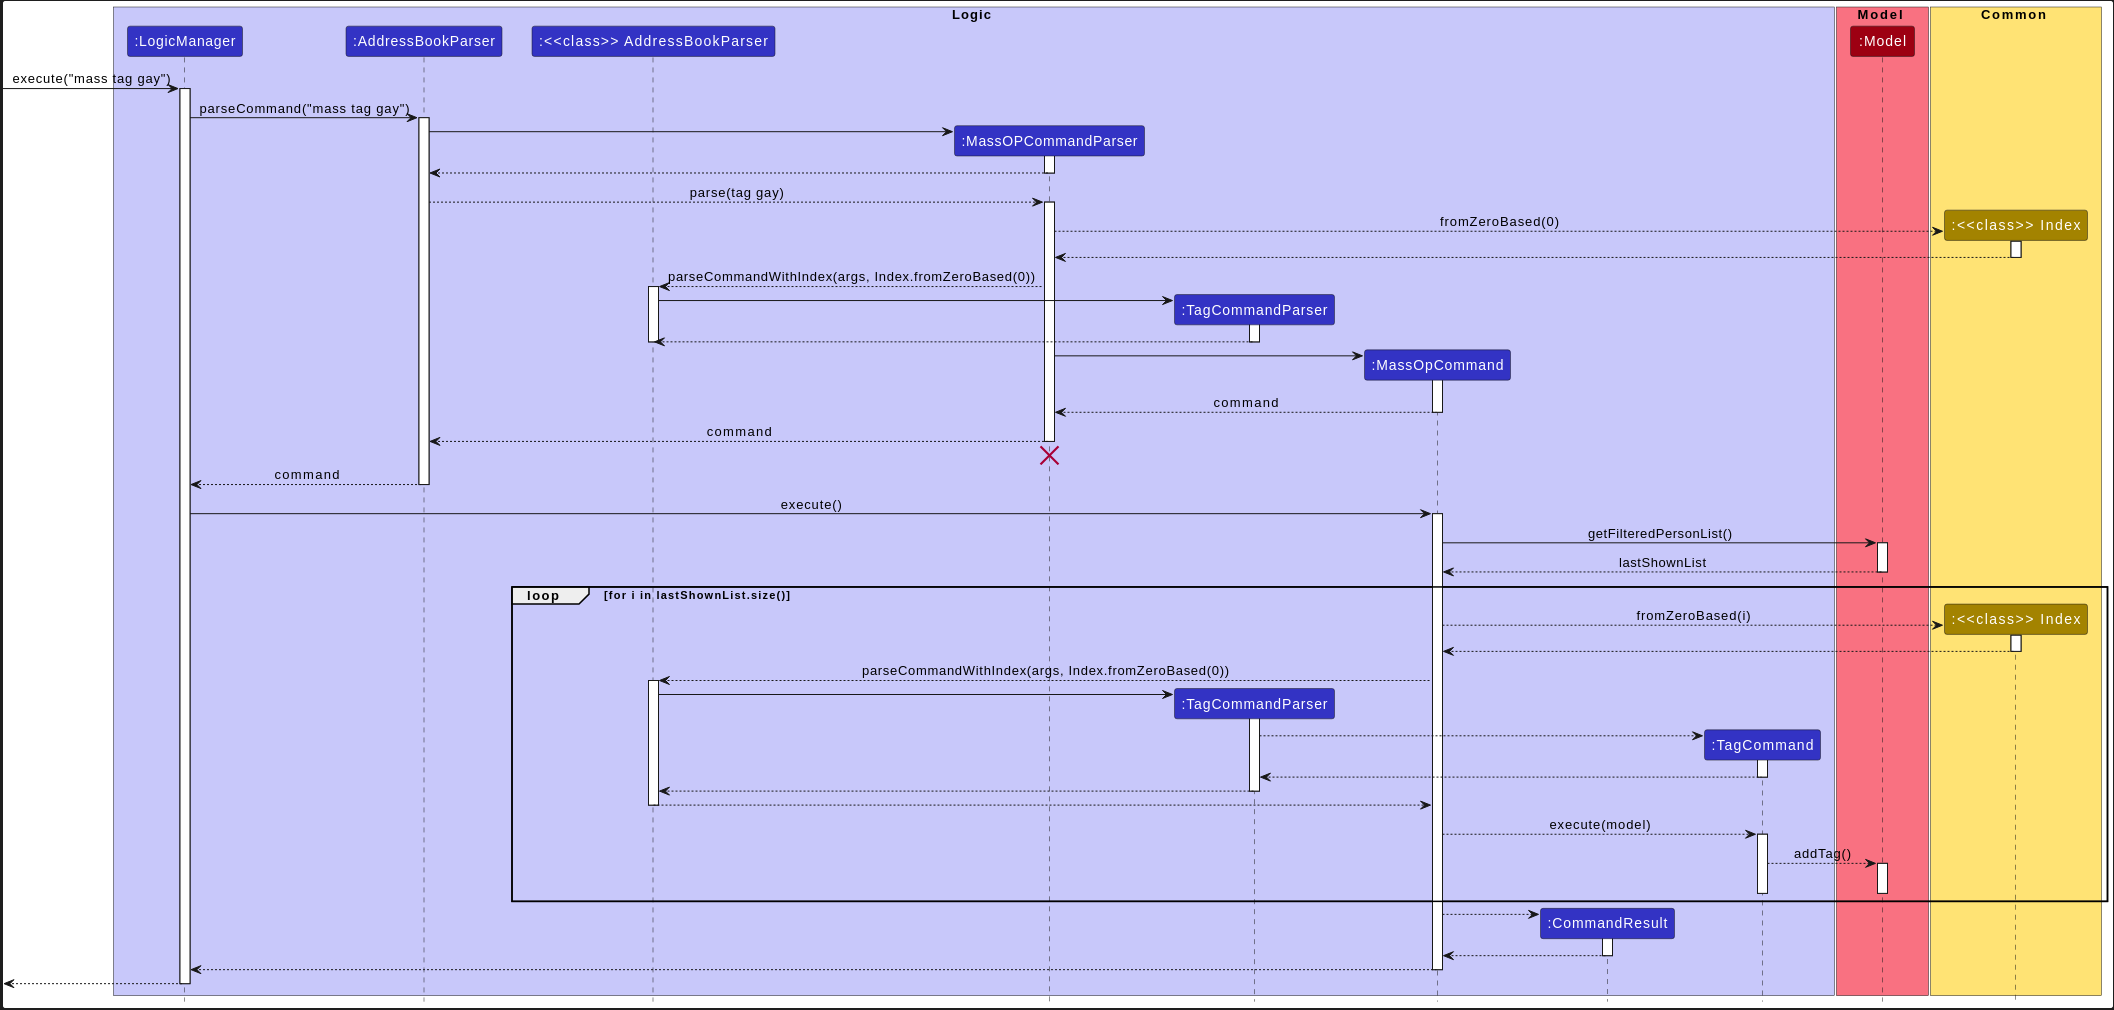 Logic
Model
Common
:LogicManager
:AddressBookParser
:<<class>> AddressBookParser
:Model
execute("mass tag gay")
parseCommand("mass tag gay")
:MassOPCommandParser
parse(tag gay)
fromZeroBased(0)
:<<class>> Index
parseCommandWithIndex(args, Index.fromZeroBased(0))
:TagCommandParser
:MassOpCommand
command
command
command
execute()
getFilteredPersonList()
lastShownList
loop
[for i in lastShownList.size()]
fromZeroBased(i)
:<<class>> Index
parseCommandWithIndex(args, Index.fromZeroBased(0))
:TagCommandParser
:TagCommand
execute(model)
addTag()
:CommandResult